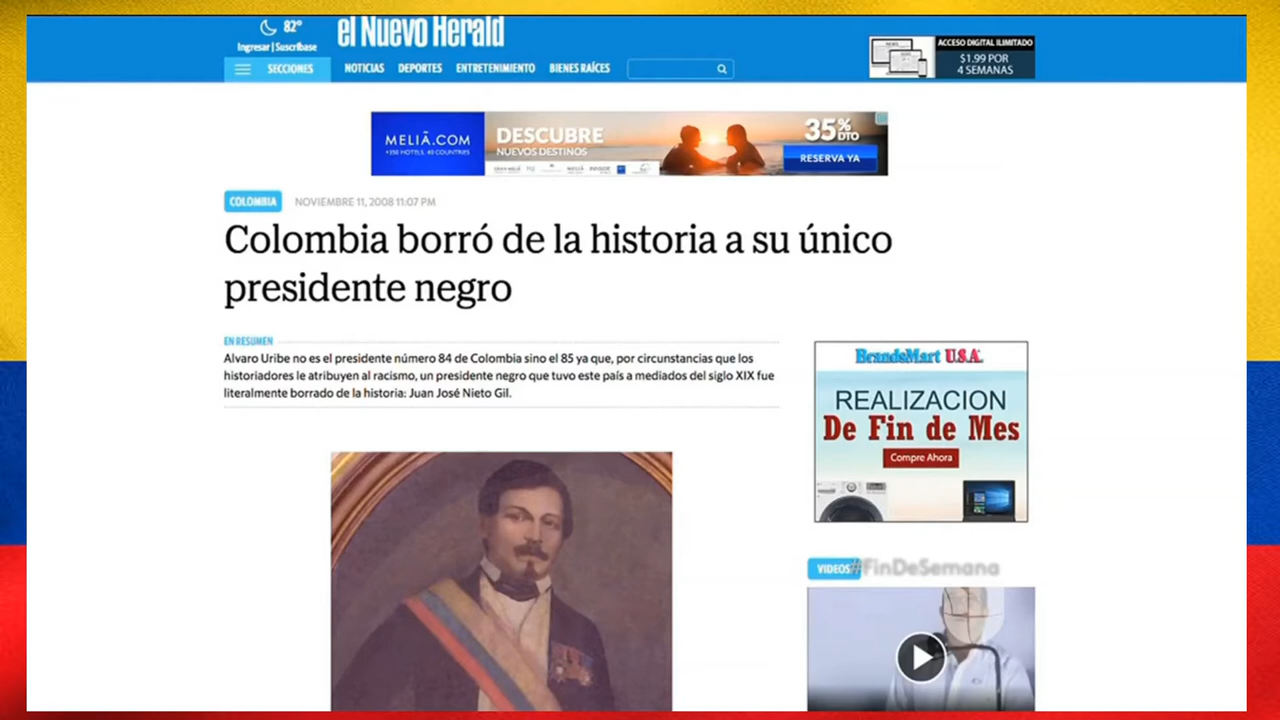 82°
Ingresar | Suscríbase
el Nuevo Herald
SECCIONES
NOTICIAS
DEPORTES
ENTRETENIMIENTO
BIENES RAÍCES
ACCESO DIGITAL ILIMITADO
$1.99 POR
4 SEMANAS
MELIÃ.COM
+350 HOTELS, 40 COUNTRIES
DESCUBRE
NUEVOS DESTINOS
35% DTO
RESERVA YA
COLOMBIA
NOVIEMBRE 11, 2008 11:07 PM
Colombia borró de la historia a su único
presidente negro
EN RESUMEN
Alvaro Uribe no es el presidente número 84 de Colombia sino el 85 ya que, por circunstancias que los
historiadores le atribuyen al racismo, un presidente negro que tuvo este país a mediados del siglo XIX fue
literalmente borrado de la historia: Juan José Nieto Gil.
BrandsMart U.S.A.
REALIZACION
De Fin de Mes
Compre Ahora
VIDEOS
#FinDeSemana